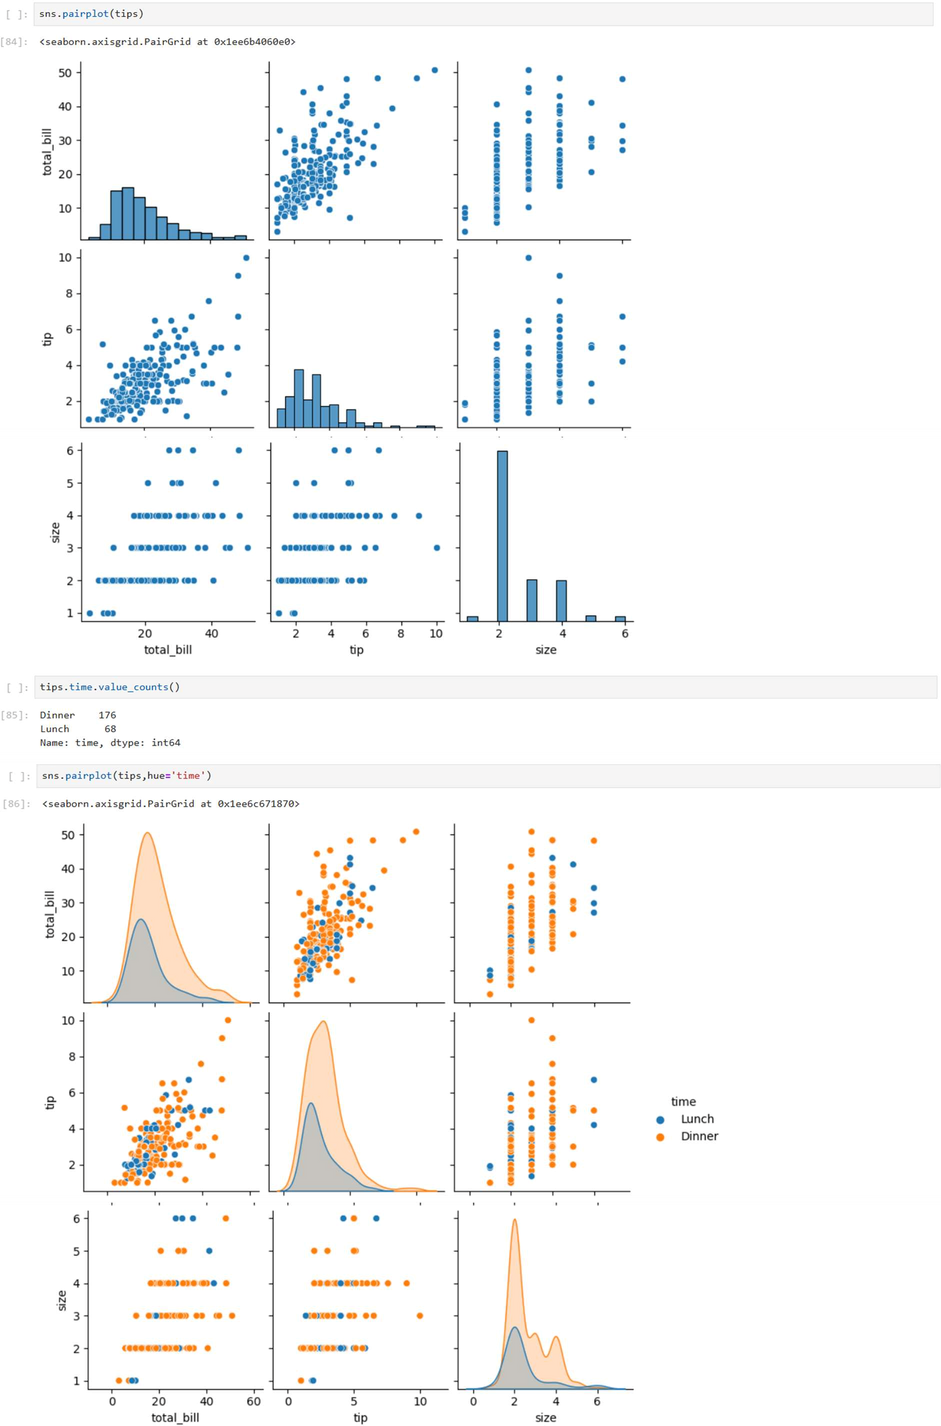 [ ]: sns.pairplot(tips)
[84]: <seaborn.axisgrid.PairGrid at 0x1ee6b4060e0>
50
40
30
20
10
total_bill
10
8
6
4
2
tip
6
5
4
3
2
1
size
20 40
total_bill
2 4 6 8 10
tip
2 4 6
size
[ ]: tips.time.value_counts()
[85]: Dinner 176
Lunch 68
Name: time, dtype: int64
[ ]: sns.pairplot(tips,hue='time')
[86]: <seaborn.axisgrid.PairGrid at 0x1ee6c671870>
50
40
30
20
10
total_bill
10
8
6
4
2
tip
time
Lunch
Dinner
6
5
4
3
2
1
size
0 20 40 60
total_bill
0 5 10
tip
0 2 4 6
size